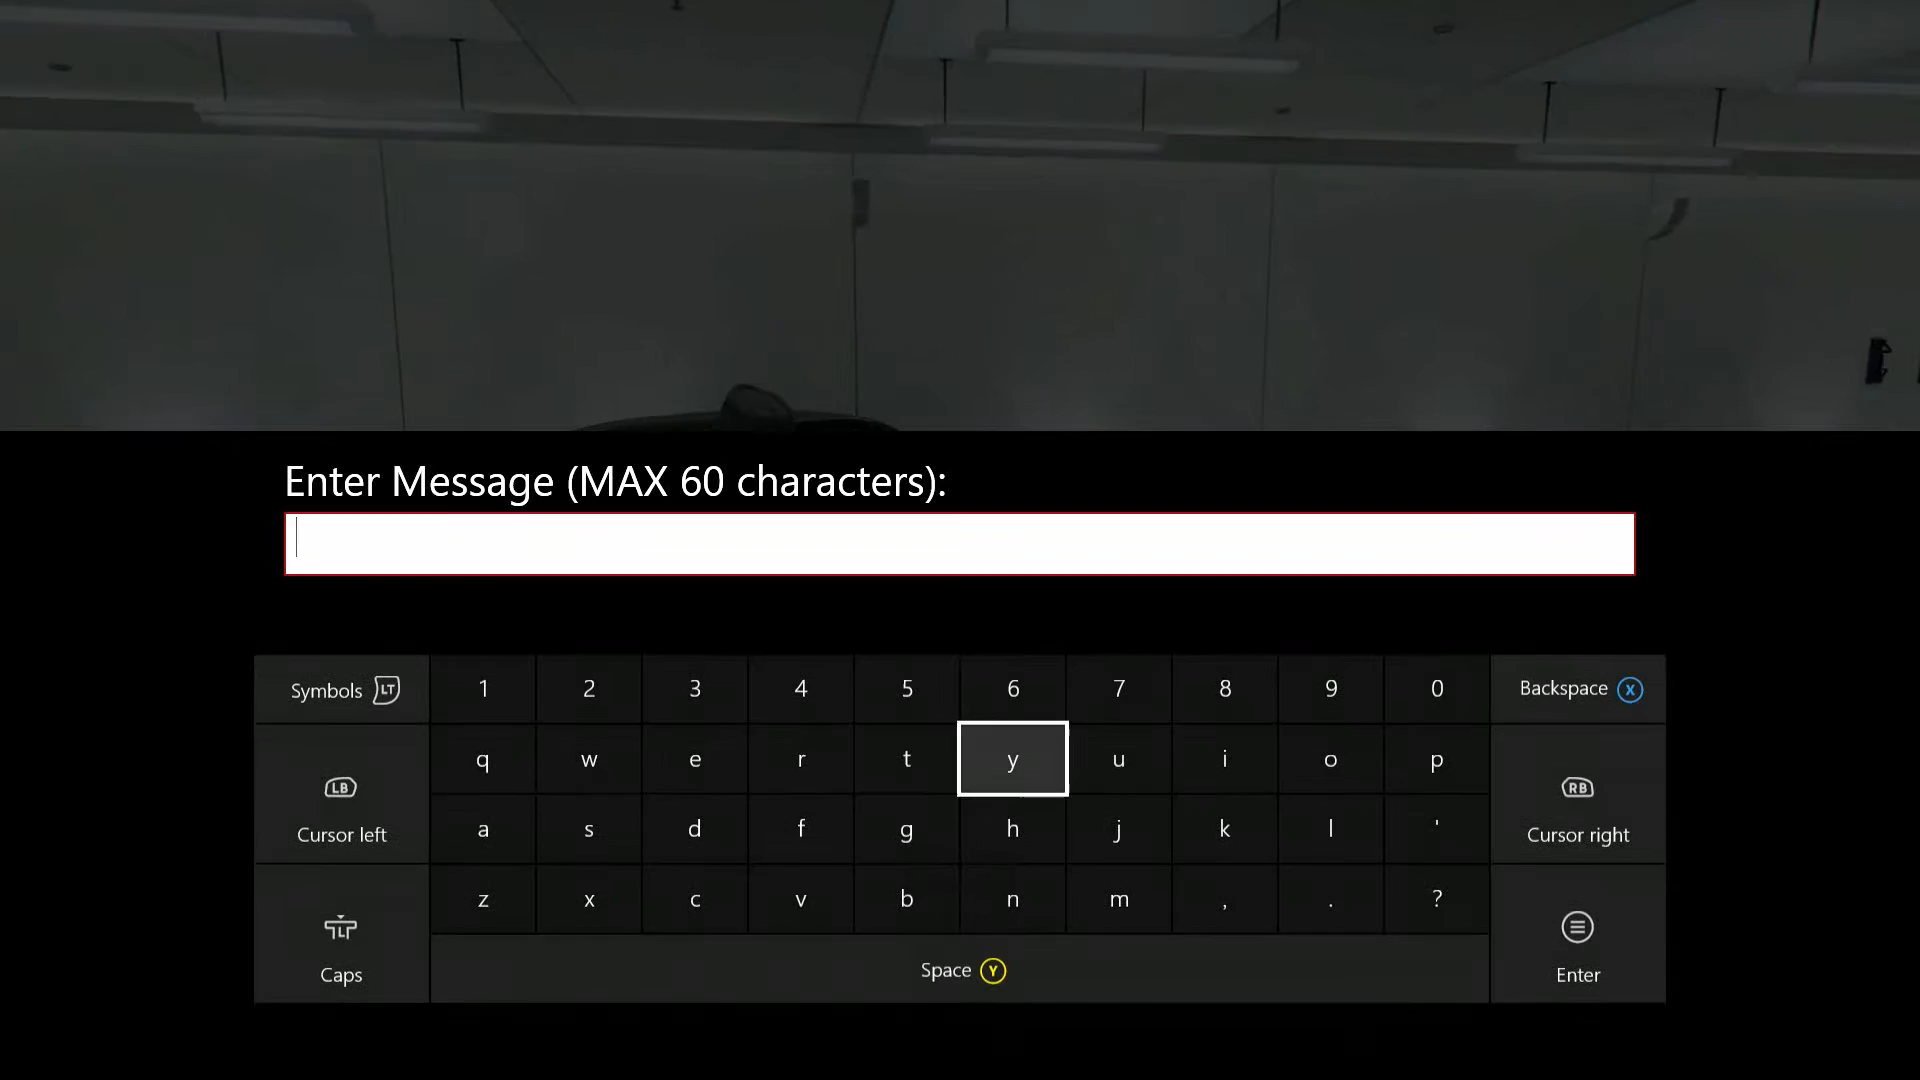 Enter Message (MAX 60 characters):
Symbols LT 1 2 3 4 5 6 7 8 9 0 Backspace X
q w e r t y u i o p
LB RB
Cursor left a s d f g h j k l ' Cursor right
z x c v b n m , . ?
Caps Space Y Enter